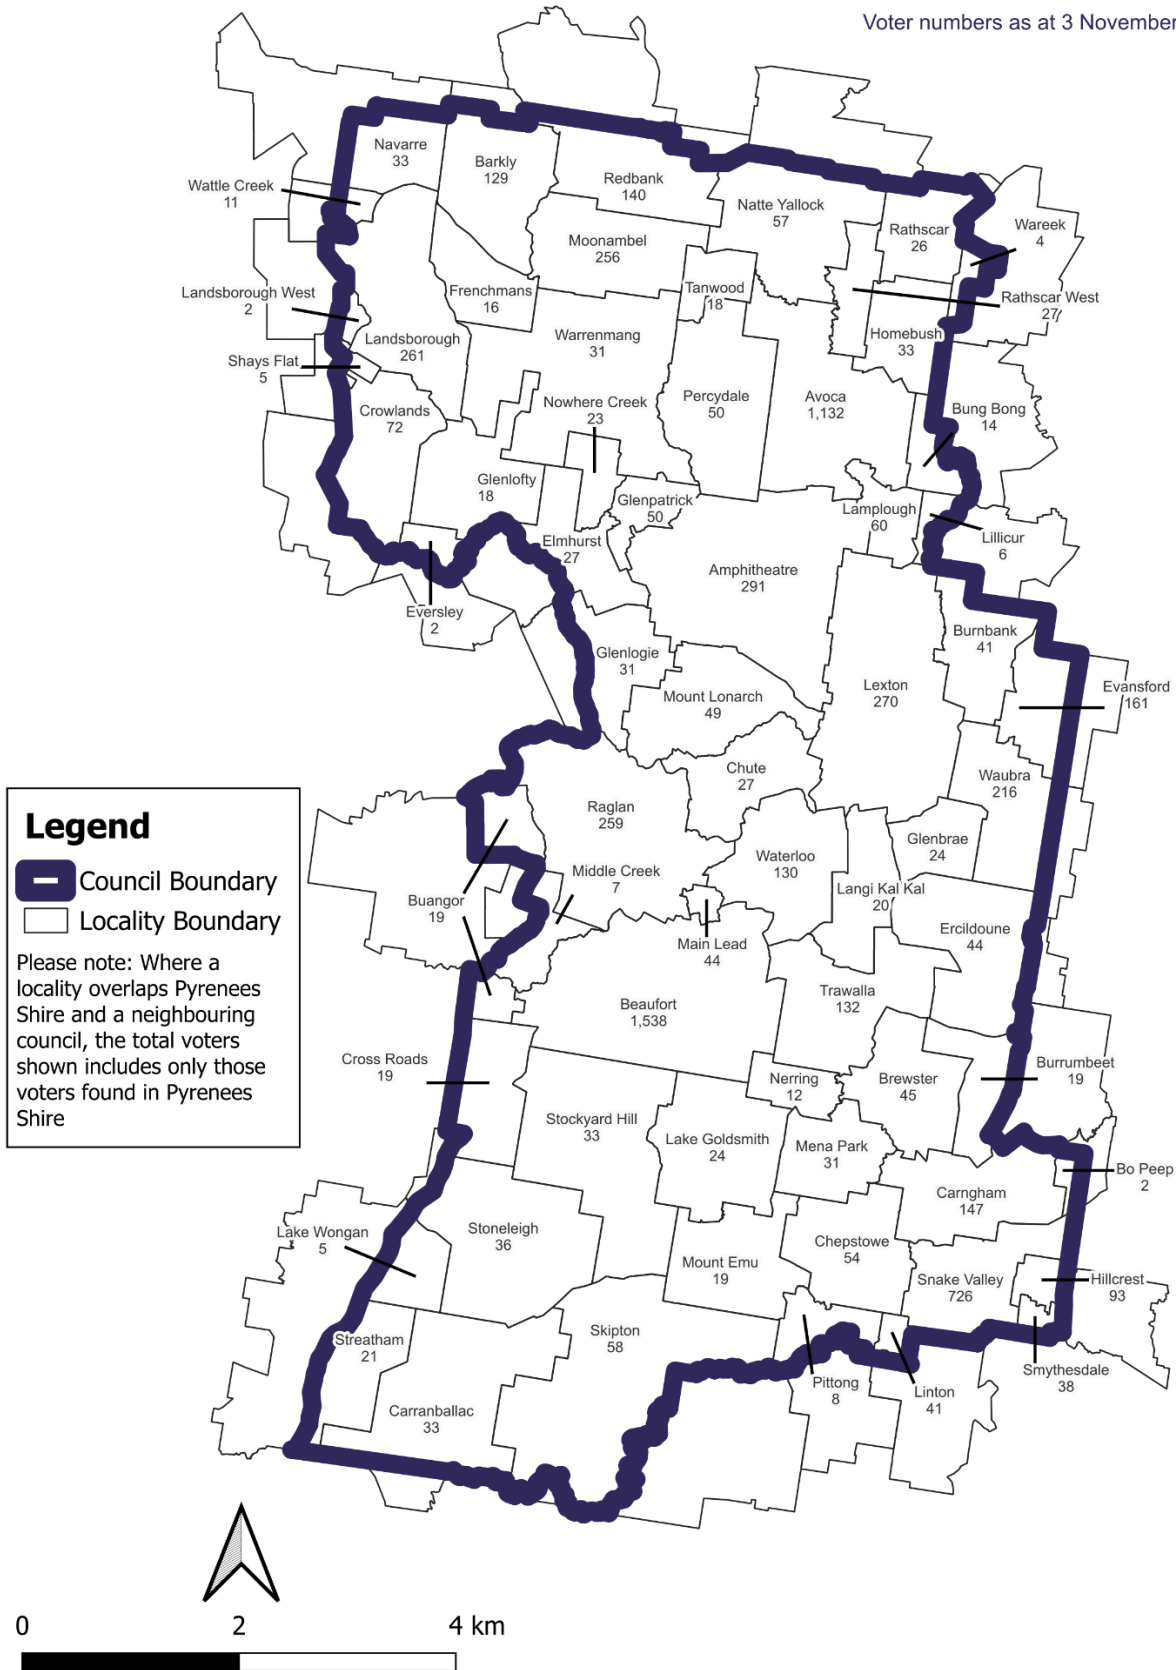 Voter numbers as at 3 November
Navarre
33
Barkly
129
Redbank
140
Wattle Creek
11
Natte Yallock
57
Rathscar
26
Wareek
4
Moonambel
256
Landsborough West
2
Frenchmans
16
Tanwood
18
Rathscar West
27
Landsborough
261
Warrenmang
31
Homebush
33
Shays Flat
5
Crowlands
72
Nowhere Creek
23
Percydale
50
Avoca
1,132
Bung Bong
14
Glenlofty
18
Glenpatrick
50
Lamplough
60
Lillicur
6
Elmhurst
27
Amphitheatre
291
Eversley
2
Burnbank
41
Glenlogie
31
Mount Lonarch
49
Lexton
270
Evansford
161
Chute
27
Waubra
216
Raglan
259
Glenbrae
24
Waterloo
130
Middle Creek
7
Langi Kal Kal
20
Buangor
19
Main Lead
44
Ercildoune
44
Beaufort
1,538
Trawalla
132
Cross Roads
19
Nerring
12
Brewster
45
Burrumbeet
19
Stockyard Hill
33
Lake Goldsmith
24
Mena Park
31
Bo Peep
2
Carngham
147
Lake Wongan
5
Stoneleigh
36
Chepstowe
54
Mount Emu
19
Snake Valley
726
Hillcrest
93
Streatham
21
Skipton
58
Smythesdale
38
Pittong
8
Linton
41
Carranballac
33
Legend
Council Boundary
Locality Boundary
Please note: Where a
locality overlaps Pyrenees
Shire and a neighbouring
council, the total voters
shown includes only those
voters found in Pyrenees
Shire
0 2 4 km